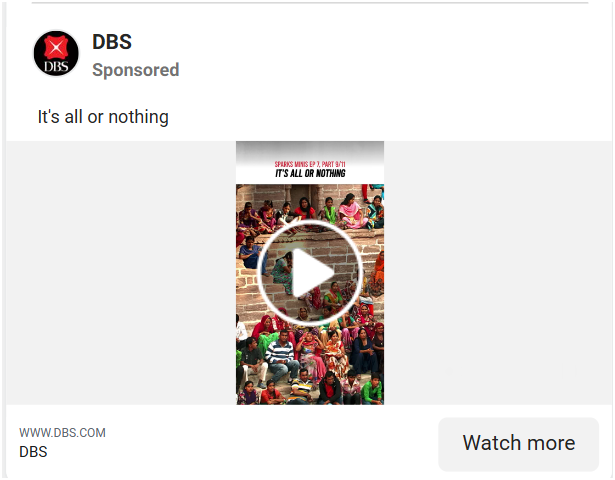 DBS
DBS
Sponsored
It's all or nothing
SPARKS MINIS EP 7, PART 9/11
IT'S ALL OR NOTHING
WWW.DBS.COM
DBS
Watch more